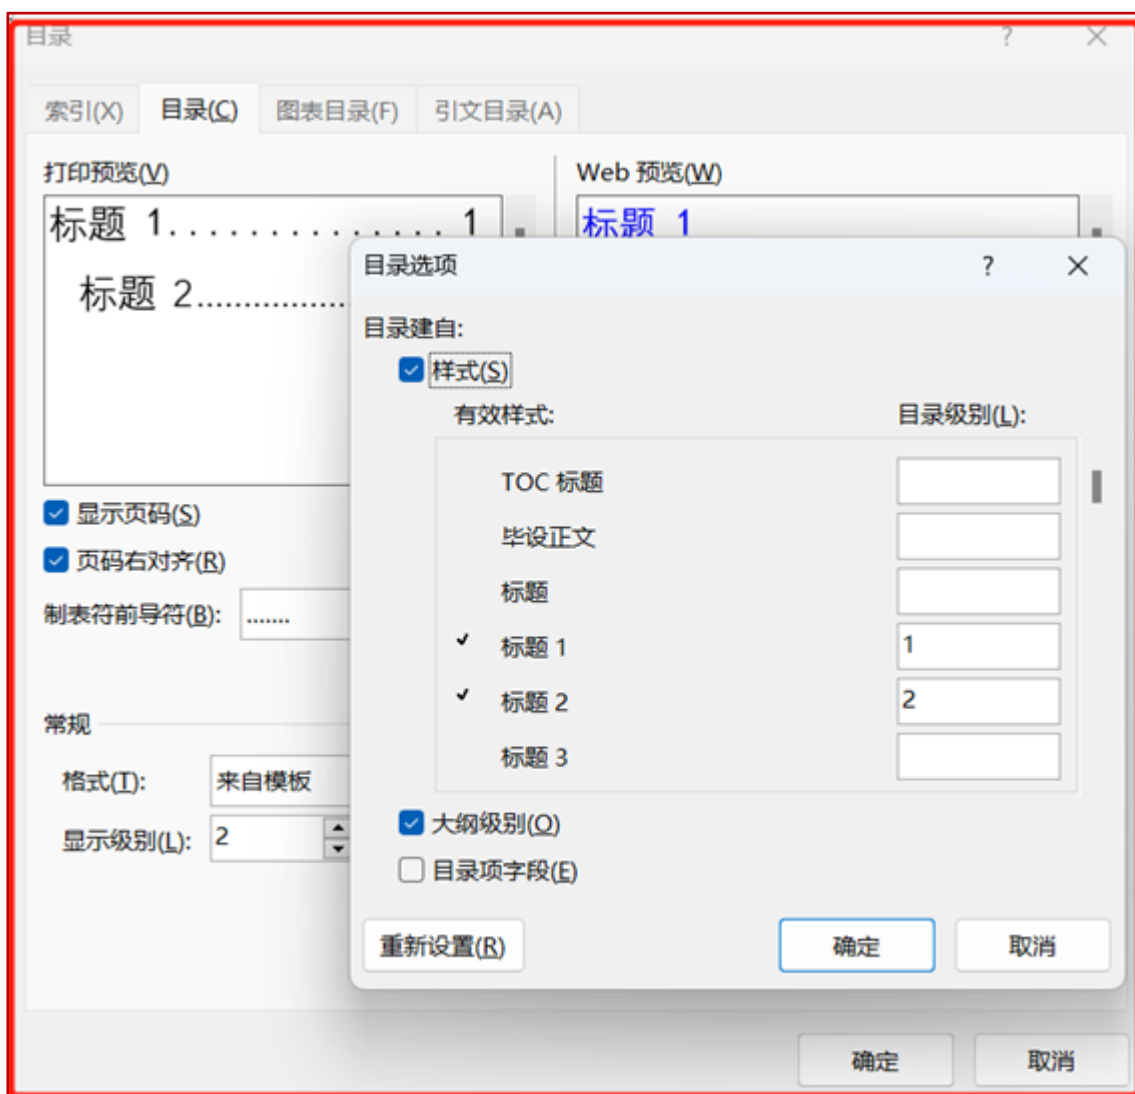 目录
索引(X) 目录(C) 图表目录(F) 引文目录(A)
打印预览(V)
标题 1..............1
标题 2.................
Web 预览(W)
标题 1
显示页码(S)
页码右对齐(R)
制表符前导符(B): .......
常规
格式(T): 来自模板
显示级别(L): 2
目录选项
目录建自:
样式(S)
有效样式: 目录级别(L):
TOC 标题
毕设正文
标题
标题 1 1
标题 2 2
标题 3
大纲级别(O)
目录项字段(E)
重新设置(R) 确定 取消
确定 取消